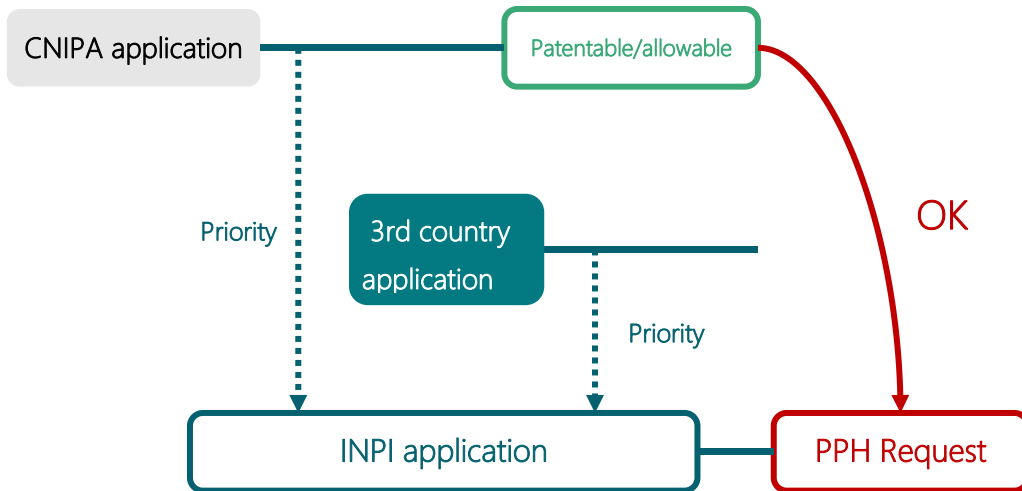 CNIPA application
Patentable/allowable
OK
Priority
3rd country
application
Priority
INPI application
PPH Request